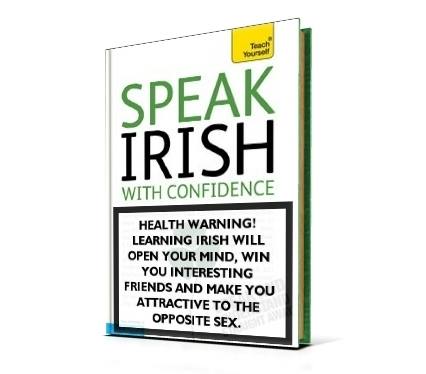 Teach
Yourself
SPEAK
IRISH
WITH CONFIDENCE
HEALTH WARNING!
LEARNING IRISH WILL
OPEN YOUR MIND, WIN
YOU INTERESTING
FRIENDS AND MAKE YOU
ATTRACTIVE TO THE
OPPOSITE SEX.